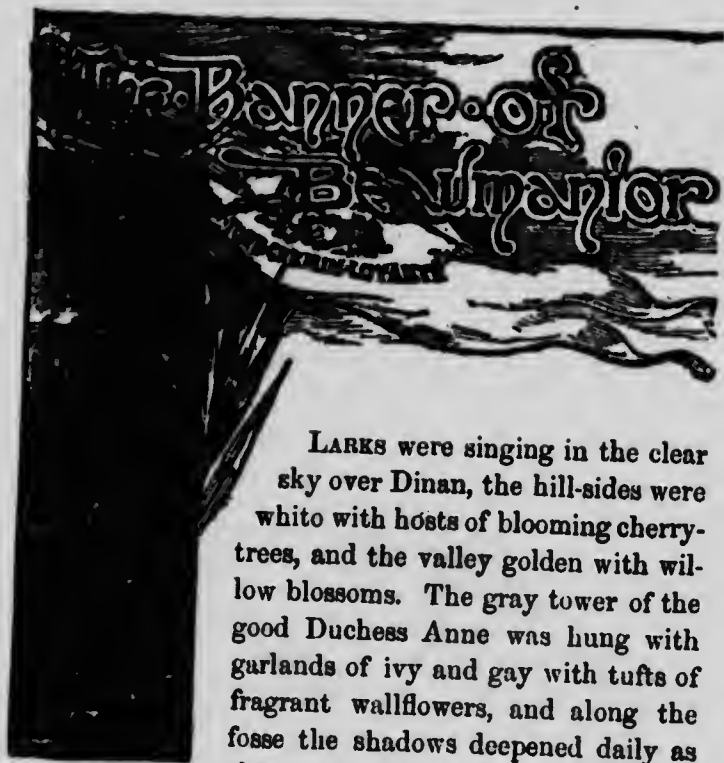 The·Banner·of
Beaumanior
LARKS were singing in the clear
sky over Dinan, the hill-sides were
whito with hosts of blooming cherry-
trees, and the valley golden with wil-
low blossoms. The gray tower of the
good Duchess Anne was hung with
garlands of ivy and gay with tufts of
fragrant wallflowers, and along the
fosse the shadows deepened daily as